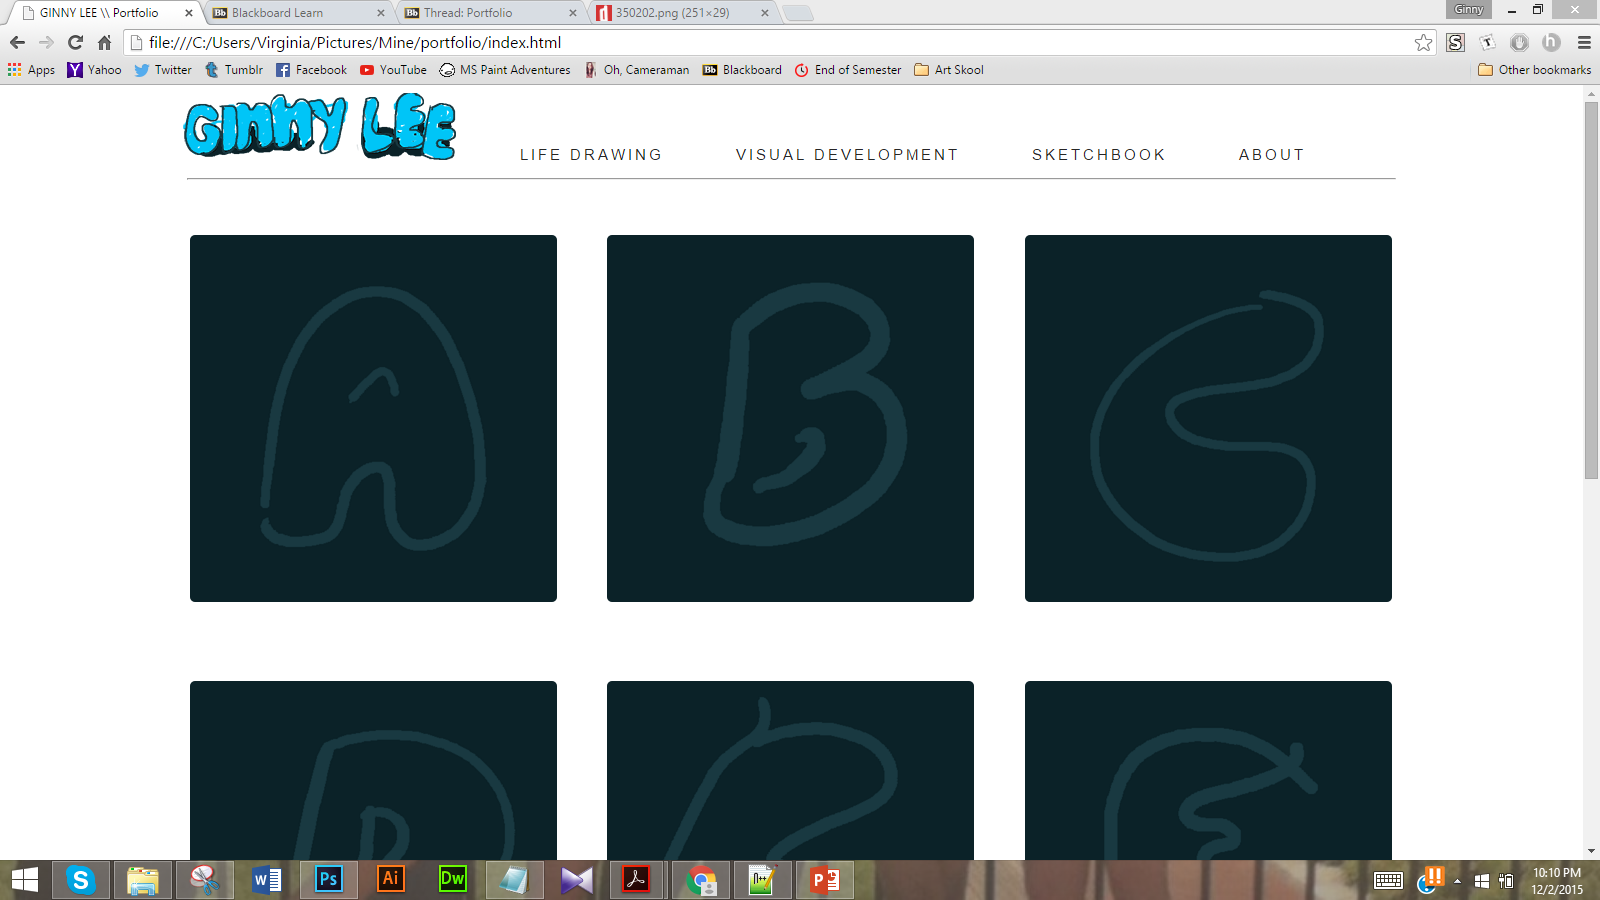 GINNY LEE \\ Portfolio
Blackboard Learn
Thread: Portfolio
350202.png (251×29)
Ginny
file:///C:/Users/Virginia/Pictures/Mine/portfolio/index.html
Apps
Yahoo
Twitter
Tumblr
Facebook
YouTube
MS Paint Adventures
Oh, Cameraman
Blackboard
End of Semester
Art Skool
Other bookmarks
GINNY LEE
LIFE DRAWING
VISUAL DEVELOPMENT
SKETCHBOOK
ABOUT
A
B
C
D
E
F
10:10 PM
12/2/2015